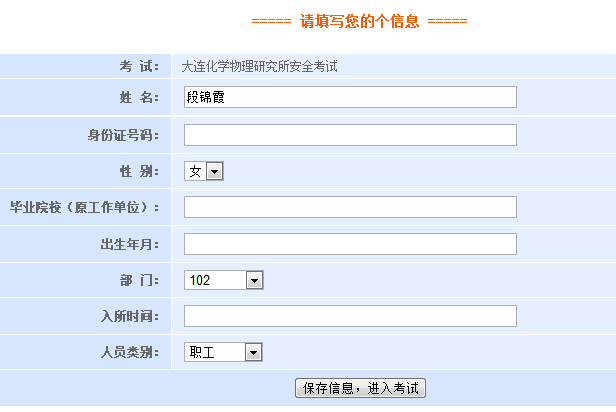 ===== 请填写您的个信息 =====
考 试： 大连化学物理研究所安全考试
姓 名： 段锦霞
身份证号码：
性 别： 女
毕业院校（原工作单位）：
出生年月：
部 门： 102
入所时间：
人员类别： 职工
保存信息，进入考试